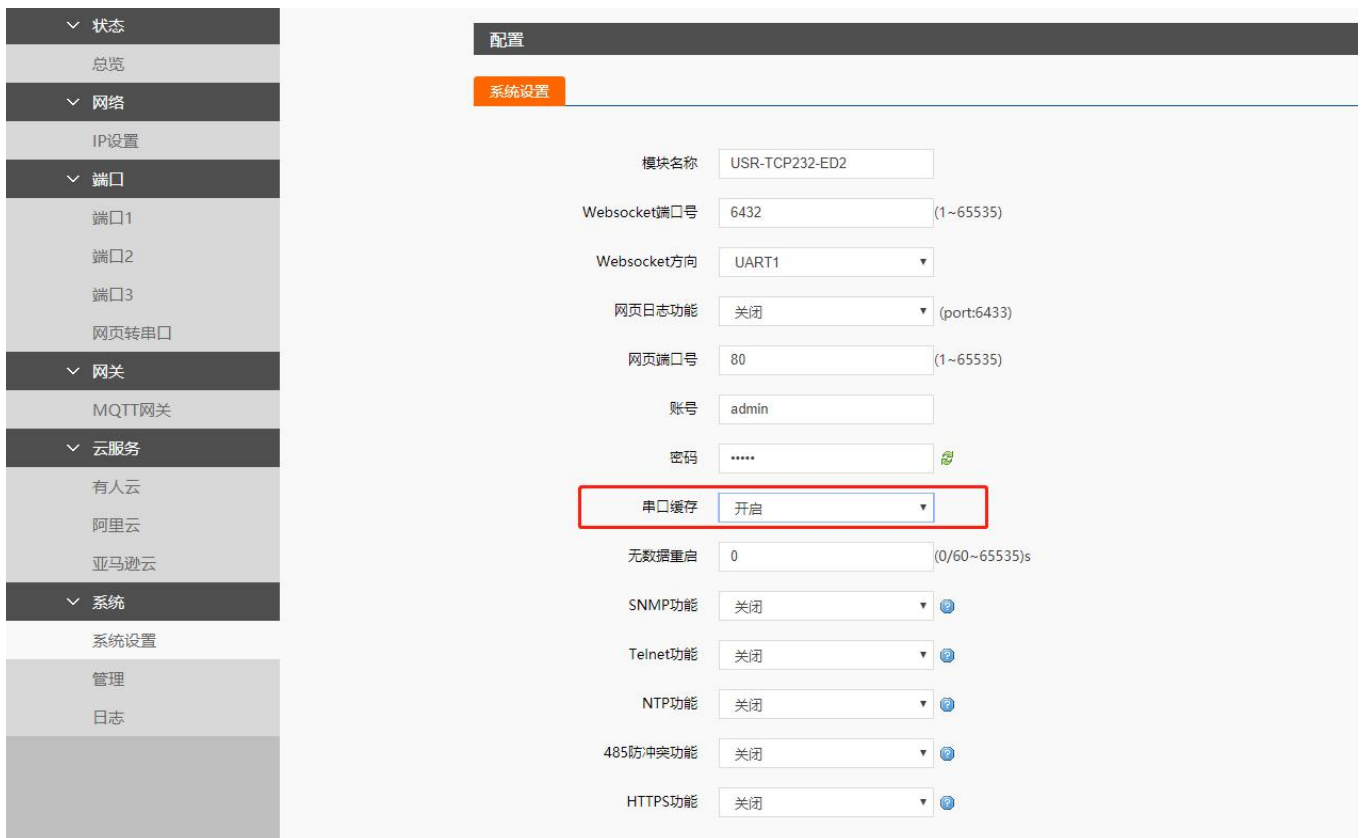 状态
总览
网络
IP设置
端口
端口1
端口2
端口3
网页转串口
网关
MQTT网关
云服务
有人云
阿里云
亚马逊云
系统
系统设置
管理
日志
配置
系统设置
模块名称 USR-TCP232-ED2
Websocket端口号 6432 (1~65535)
Websocket方向 UART1
网页日志功能 关闭 (port:6433)
网页端口号 80 (1~65535)
账号 admin
密码 •••••
串口缓存 开启
无数据重启 0 (0/60~65535)s
SNMP功能 关闭
Telnet功能 关闭
NTP功能 关闭
485防冲突功能 关闭
HTTPS功能 关闭